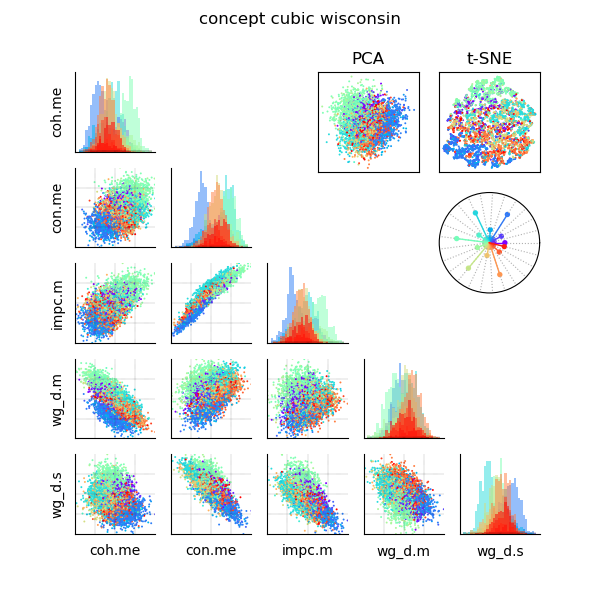 concept cubic wisconsin
PCA
t-SNE
coh.me
con.me
impc.m
wg_d.m
wg_d.s
coh.me
con.me
impc.m
wg_d.m
wg_d.s